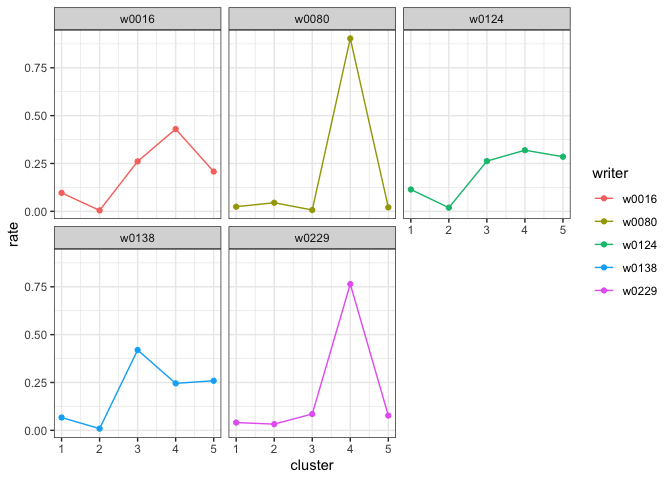 w0016 w0080 w0124
0.75
0.50
0.25
0.00
1 2 3 4 5
w0138 w0229
0.75
0.50
0.25
0.00
1 2 3 4 5 1 2 3 4 5
rate
cluster
writer
w0016
w0080
w0124
w0138
w0229